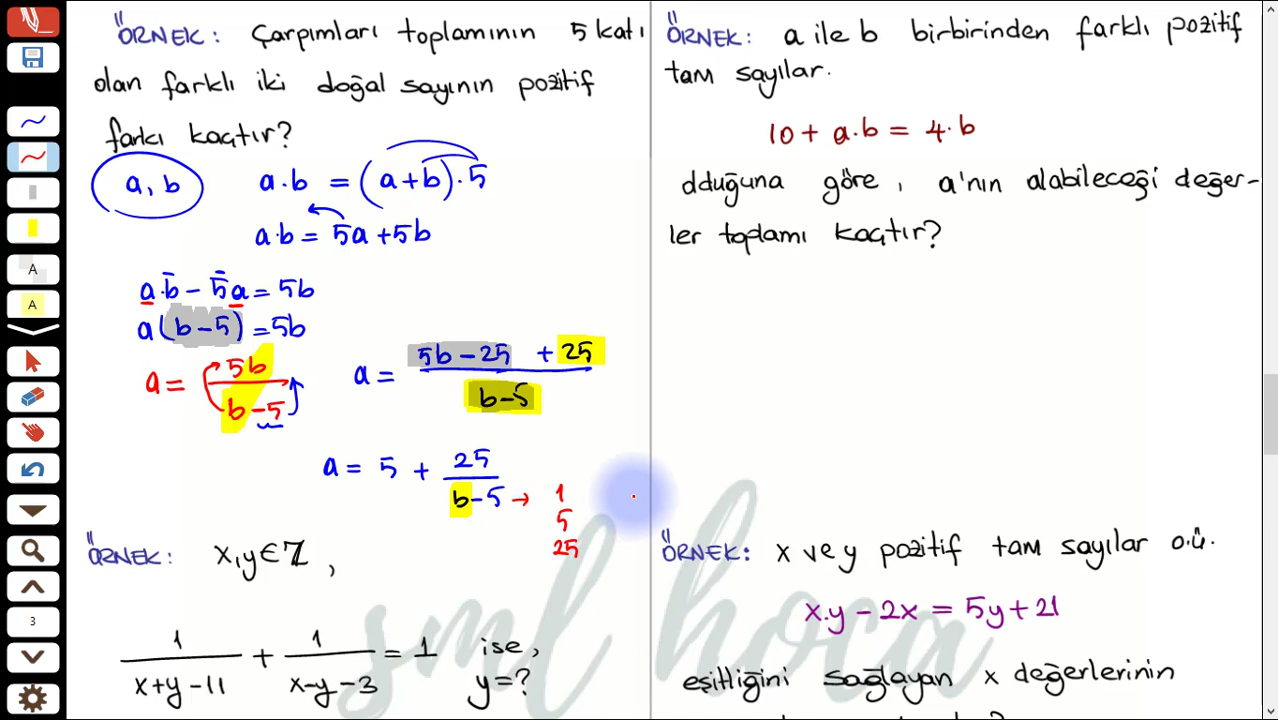 ÖRNEK: Çarpımları toplamının 5 katı
olan farklı iki doğal sayının pozitif
farkı kaçtır?
a, b
a·b = (a+b)·5
a·b = 5a+5b
a·b - 5a = 5b
a(b-5) = 5b
a = 5b / b-5
a = 5b-25 + 25 / b-5
a = 5 + 25 / b-5 → 1
5
25
ÖRNEK: x,y∈ℤ,
1 / x+y-11 + 1 / x-y-3 = 1 ise,
y=?
ÖRNEK: a ile b birbirinden farklı pozitif
tam sayılar.
10 + a.b = 4.b
olduğuna göre, a'nın alabileceği değer-
ler toplamı kaçtır?
ÖRNEK: x ve y pozitif tam sayılar o.ü.
x.y - 2x = 5y + 21
eşitliğini sağlayan x değerlerinin
sml hoca
A
A
3